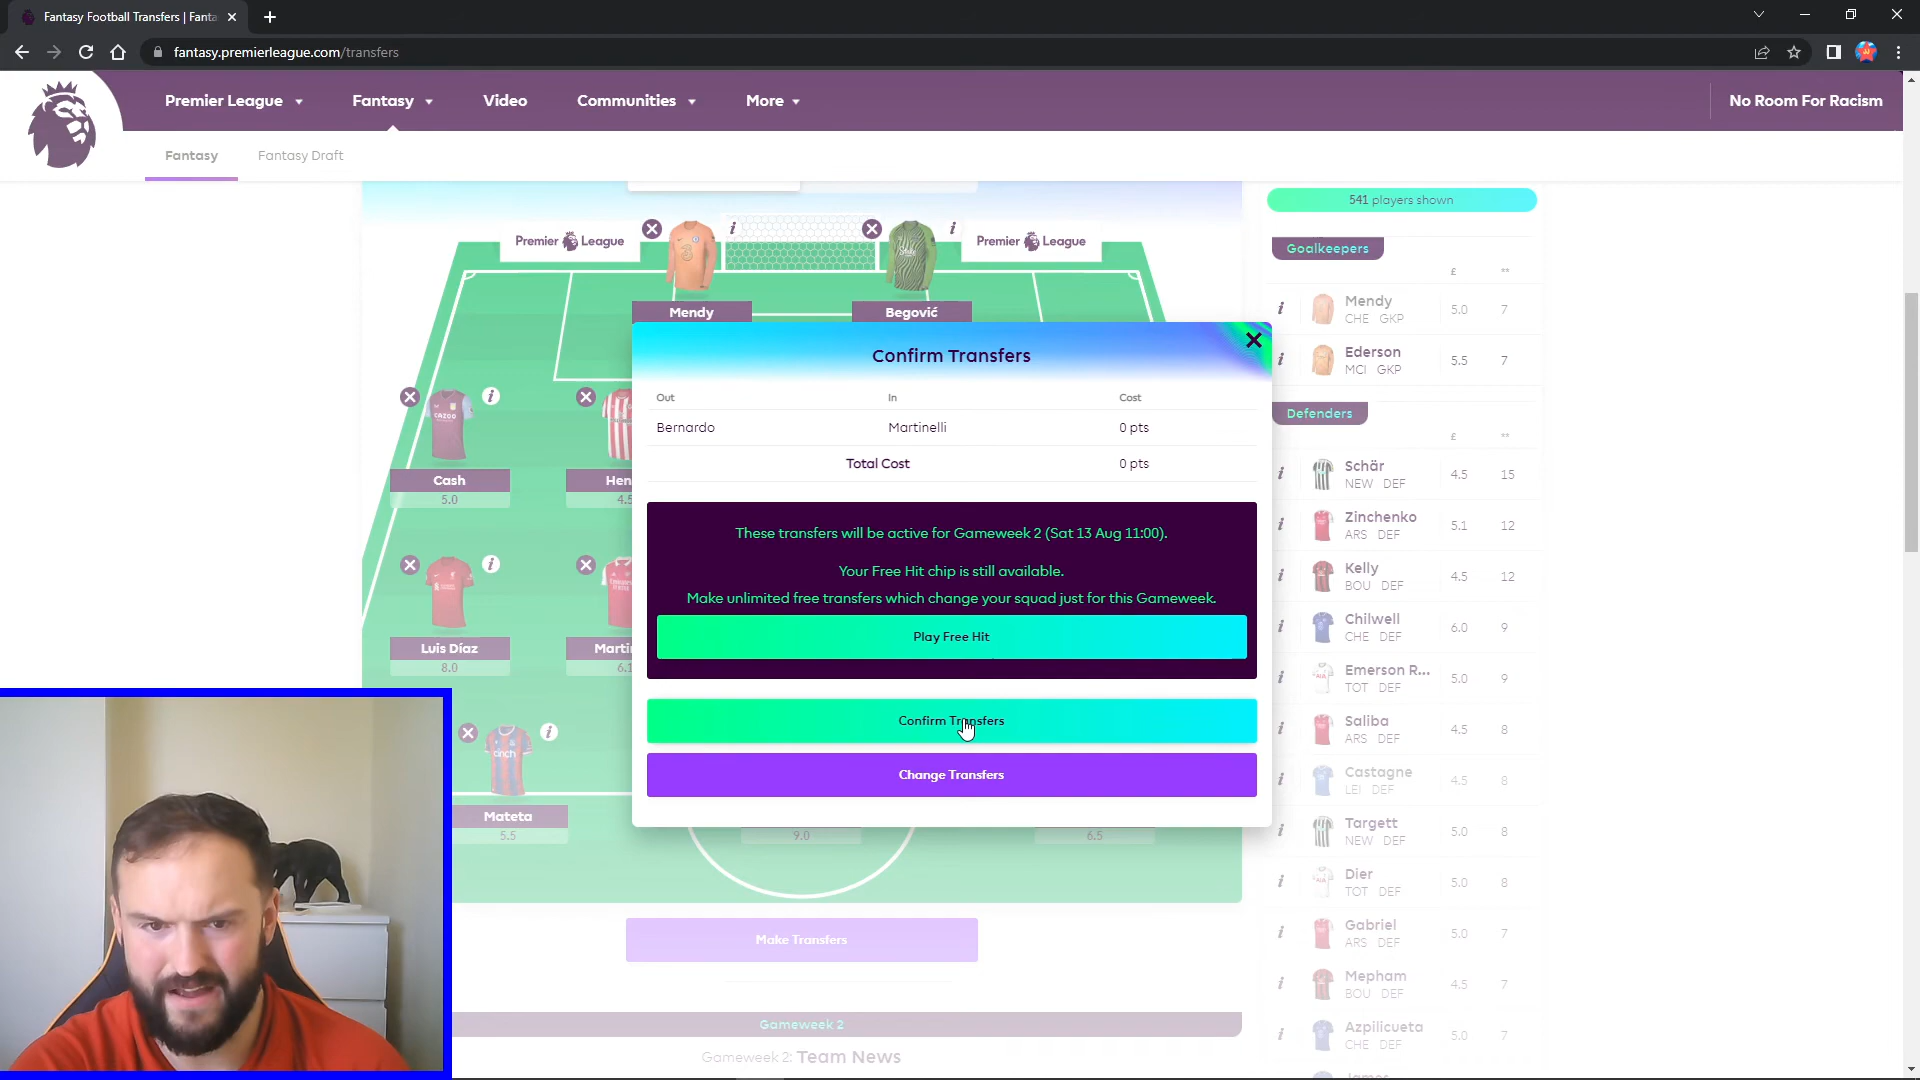 Fantasy Football Transfers | Fanta
fantasy.premierleague.com/transfers
Premier League
Fantasy
Video
Communities
More
No Room For Racism
Fantasy
Fantasy Draft
541 players shown
Premier League
Premier League
Goalkeepers
£
**
Mendy
Begović
Mendy
CHE GKP
5.0
7
Ederson
MCI GKP
5.5
7
Confirm Transfers
Out
In
Cost
Bernardo
Martinelli
0 pts
Total Cost
0 pts
These transfers will be active for Gameweek 2 (Sat 13 Aug 11:00).
Your Free Hit chip is still available.
Make unlimited free transfers which change your squad just for this Gameweek.
Play Free Hit
Confirm Transfers
Change Transfers
CAZOO
Cash
5.0
Hen
4.5
Luis Díaz
8.0
Marti
6.1
cinch
Mateta
5.5
9.0
6.5
Defenders
£
**
Schär
NEW DEF
4.5
15
Zinchenko
ARS DEF
5.1
12
Kelly
BOU DEF
4.5
12
Chilwell
CHE DEF
6.0
9
Emerson R...
TOT DEF
5.0
9
Saliba
ARS DEF
4.5
8
Castagne
LEI DEF
4.5
8
Targett
NEW DEF
5.0
8
Dier
TOT DEF
5.0
8
Gabriel
ARS DEF
5.0
7
Mepham
BOU DEF
4.5
7
Azpilicueta
CHE DEF
5.0
7
Make Transfers
Gameweek 2
Gameweek 2: Team News